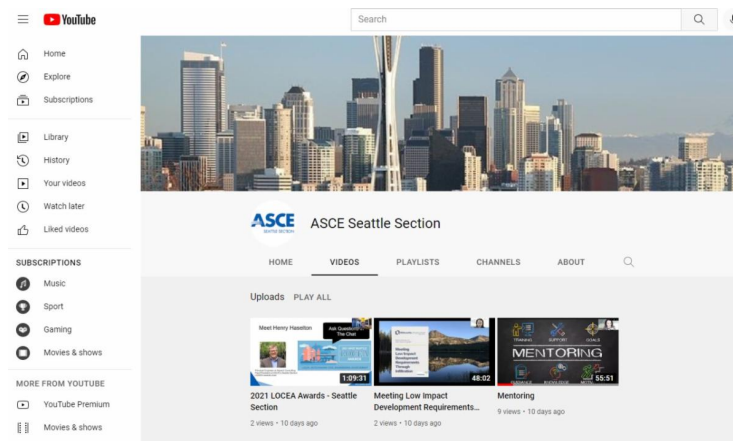 YouTube
Search
Home
Explore
Subscriptions
Library
History
Your videos
Watch later
Liked videos
SUBSCRIPTIONS
Music
Sport
Gaming
Movies & shows
MORE FROM YOUTUBE
YouTube Premium
Movies & shows
ASCE
SEATTLE SECTION
ASCE Seattle Section
HOME
VIDEOS
PLAYLISTS
CHANNELS
ABOUT
Uploads PLAY ALL
Meet Henry Haselton
Ask Questions
The Chat
1:09:31
2021 LOCEA Awards - Seattle
Section
2 views • 10 days ago
Meeting
Low Impact
Development
Requirements
Through
Infiltration
48:02
Meeting Low Impact
Development Requirements...
2 views • 10 days ago
TRAINING SUPPORT GOALS
MENTORING
55:51
Mentoring
9 views • 10 days ago